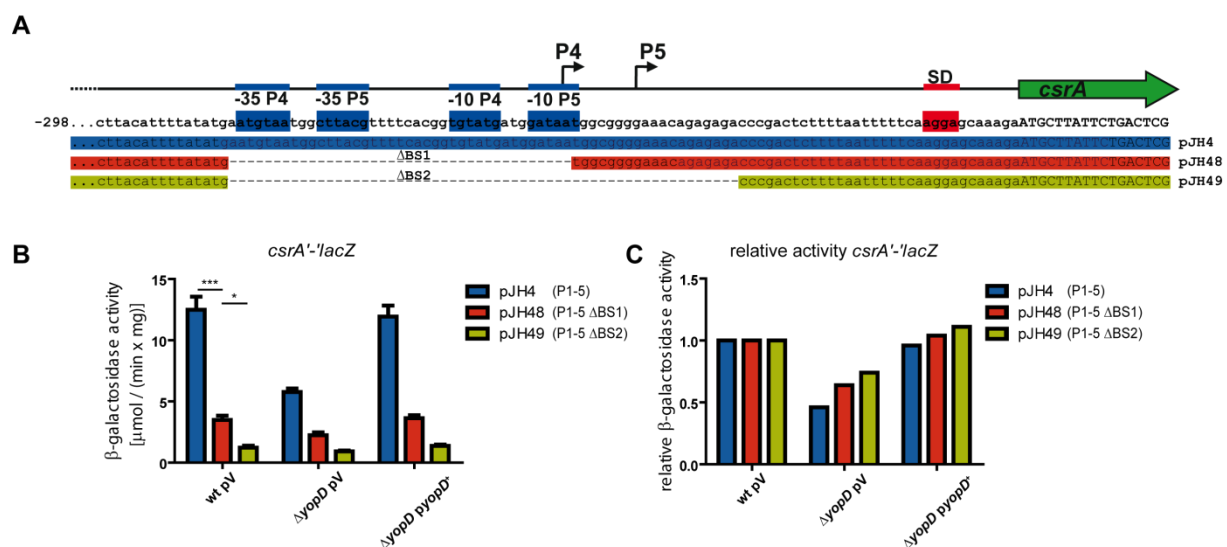 A
P4
P5
SD
-35 P4
-35 P5
-10 P4
-10 P5
csrA
-298...cttacattttatatgaatgtaatggcttacgttttcacggtgtatgatggataatggcggggaaacagagagacccgactcttttaatttttcaaggagcaaagaATGCTTATTCTGACTCG
...cttacattttatatgaatgtaatggcttacgttttcacggtgtatgatggataatggcggggaaacagagagacccgactcttttaatttttcaaggagcaaagaATGCTTATTCTGACTCG pJH4
...cttacattttatatg ΔBS1 tggcggggaaacagagagacccgactcttttaatttttcaaggagcaaagaATGCTTATTCTGACTCG pJH48
...cttacattttatatg ΔBS2 cccgactcttttaatttttcaaggagcaaagaATGCTTATTCTGACTCG pJH49
B
csrA'-'lacZ
β-galactosidase activity
[µmol / (min x mg)]
15
10
5
0
***
*
wt pV
ΔyopD pV
ΔyopD pyopD+
pJH4 (P1-5)
pJH48 (P1-5 ΔBS1)
pJH49 (P1-5 ΔBS2)
C
relative activity csrA'-'lacZ
relative β-galactosidase activity
1.5
1.0
0.5
0.0
wt pV
ΔyopD pV
ΔyopD pyopD+
pJH4 (P1-5)
pJH48 (P1-5 ΔBS1)
pJH49 (P1-5 ΔBS2)